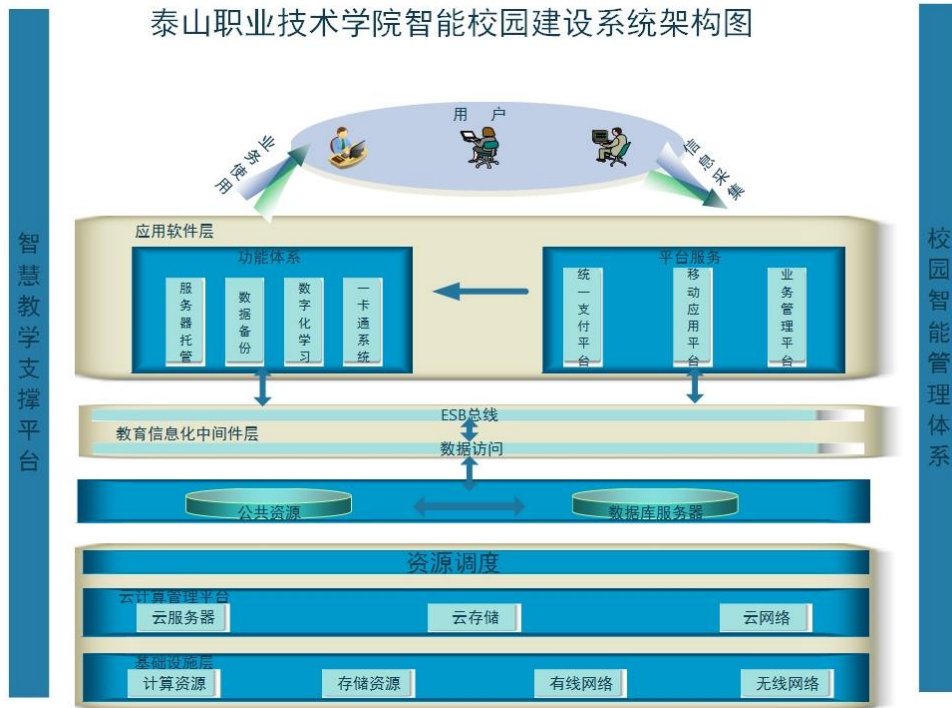 泰山职业技术学院智能校园建设系统架构图
智慧教学支撑平台
校园智能管理体系
用 户
业务使用
信息采集
应用软件层
功能体系
服务器托管
数据备份
数字化学习
一卡通系统
平台服务
统一支付平台
移动应用平台
业务管理平台
ESB总线
教育信息化中间件层
数据访问
公共资源
数据库服务器
资源调度
云计算管理平台
云服务器
云存储
云网络
基础设施层
计算资源
存储资源
有线网络
无线网络